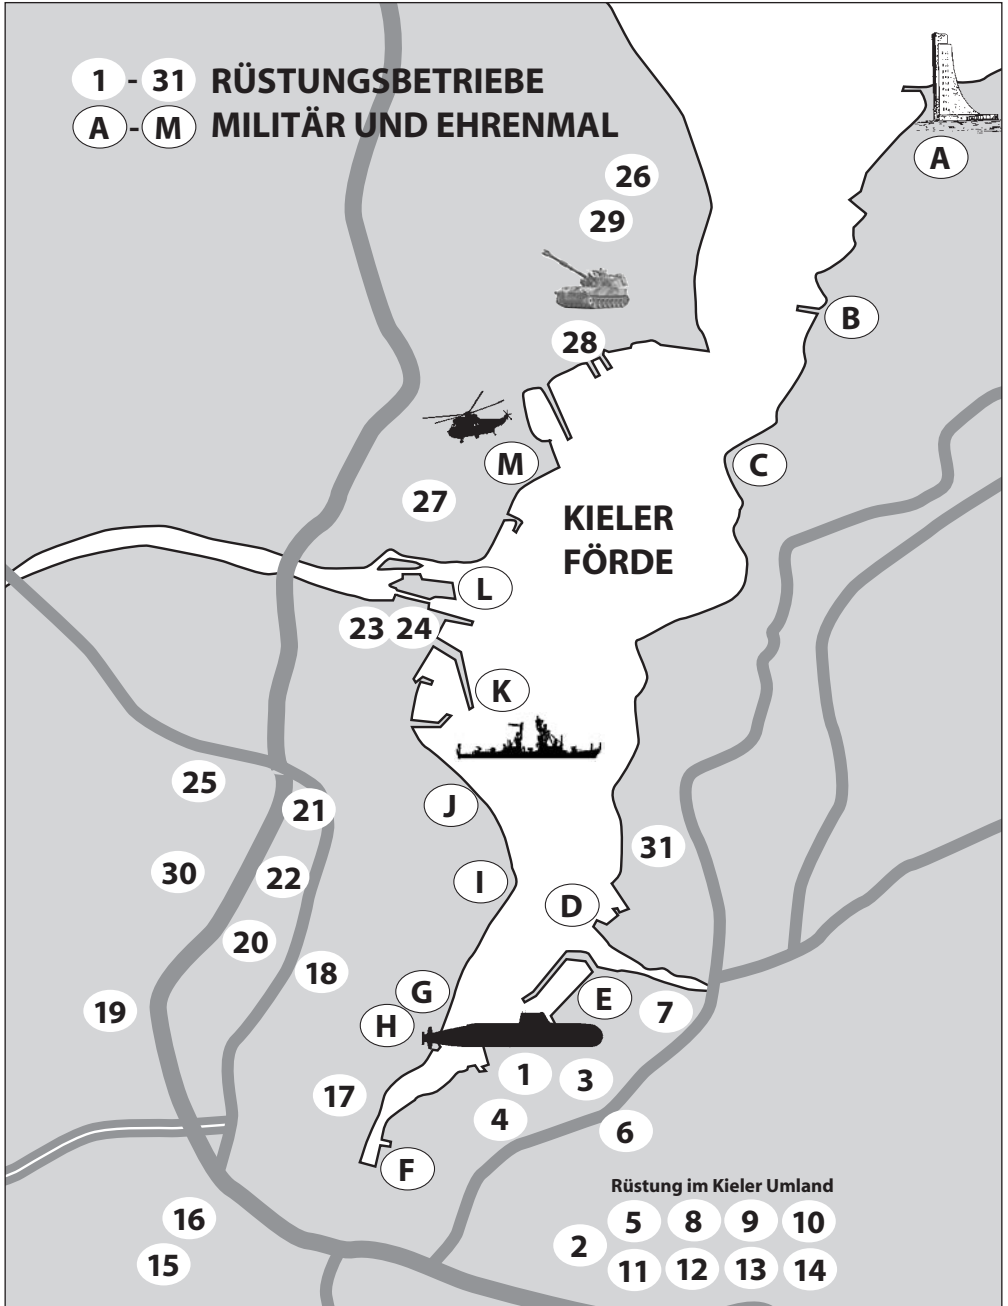 1 - 31 RÜSTUNGSBETRIEBE
A - M MILITÄR UND EHRENMAL
A
26
29
B
28
C
M
27
KIELER
FÖRDE
L
23 24
K
25
21
J
31
30
22
I
D
20
18
G
E
19
7
H
1
3
17
4
6
F
Rüstung im Kieler Umland
16
5 8 9 10
2
15
11 12 13 14